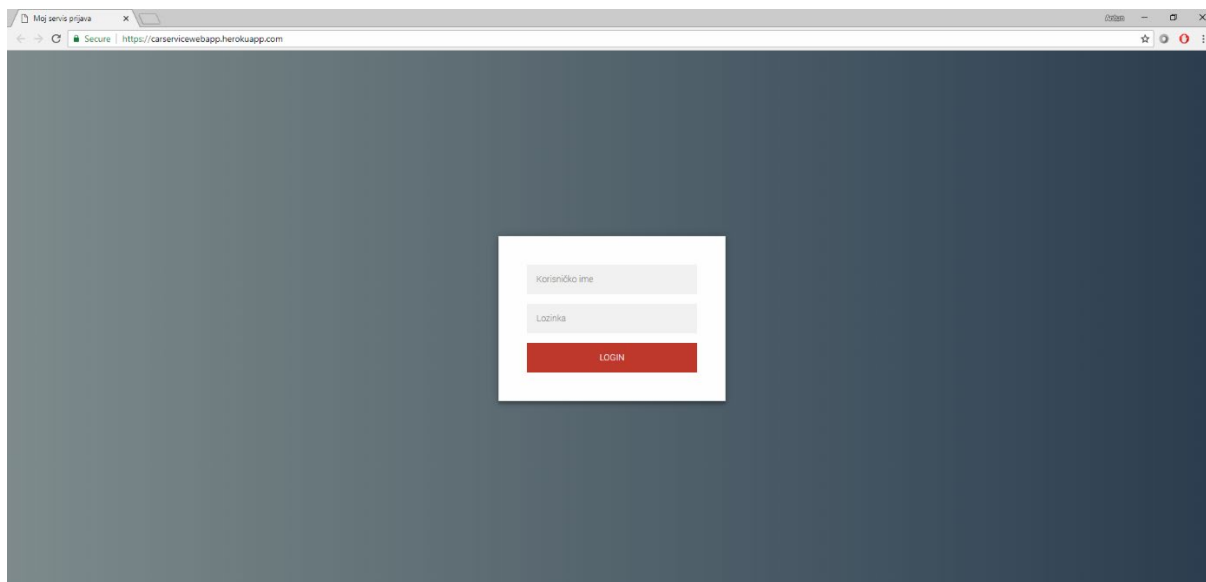 Moj servis prijava
Secure | https://carservicewebapp.herokuapp.com
Korisničko ime
Lozinka
LOGIN